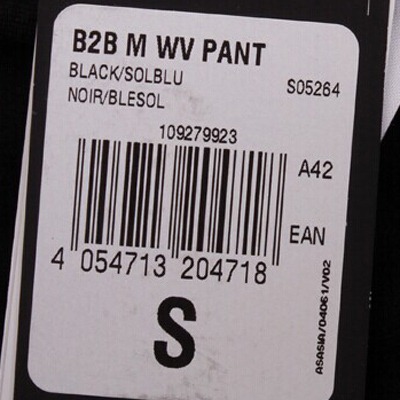 B2B M WV PANT
BLACK/SOLBLU S05264
NOIR/BLESOL
109279923
A42
EAN
4 054713 204718
S
ASASIA/04061/V02